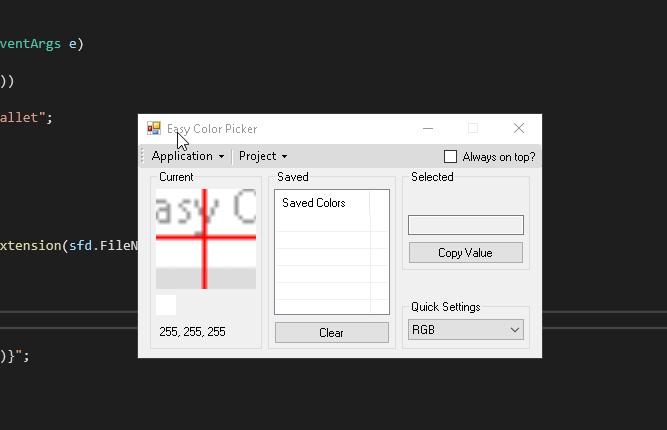 ventArgs e)
))
allet";
Easy Color Picker
Application
Project
Always on top?
Current
Saved
Selected
asy C
Saved Colors
xtension(sfd.FileN
Copy Value
Quick Settings
255, 255, 255
Clear
RGB
)}";